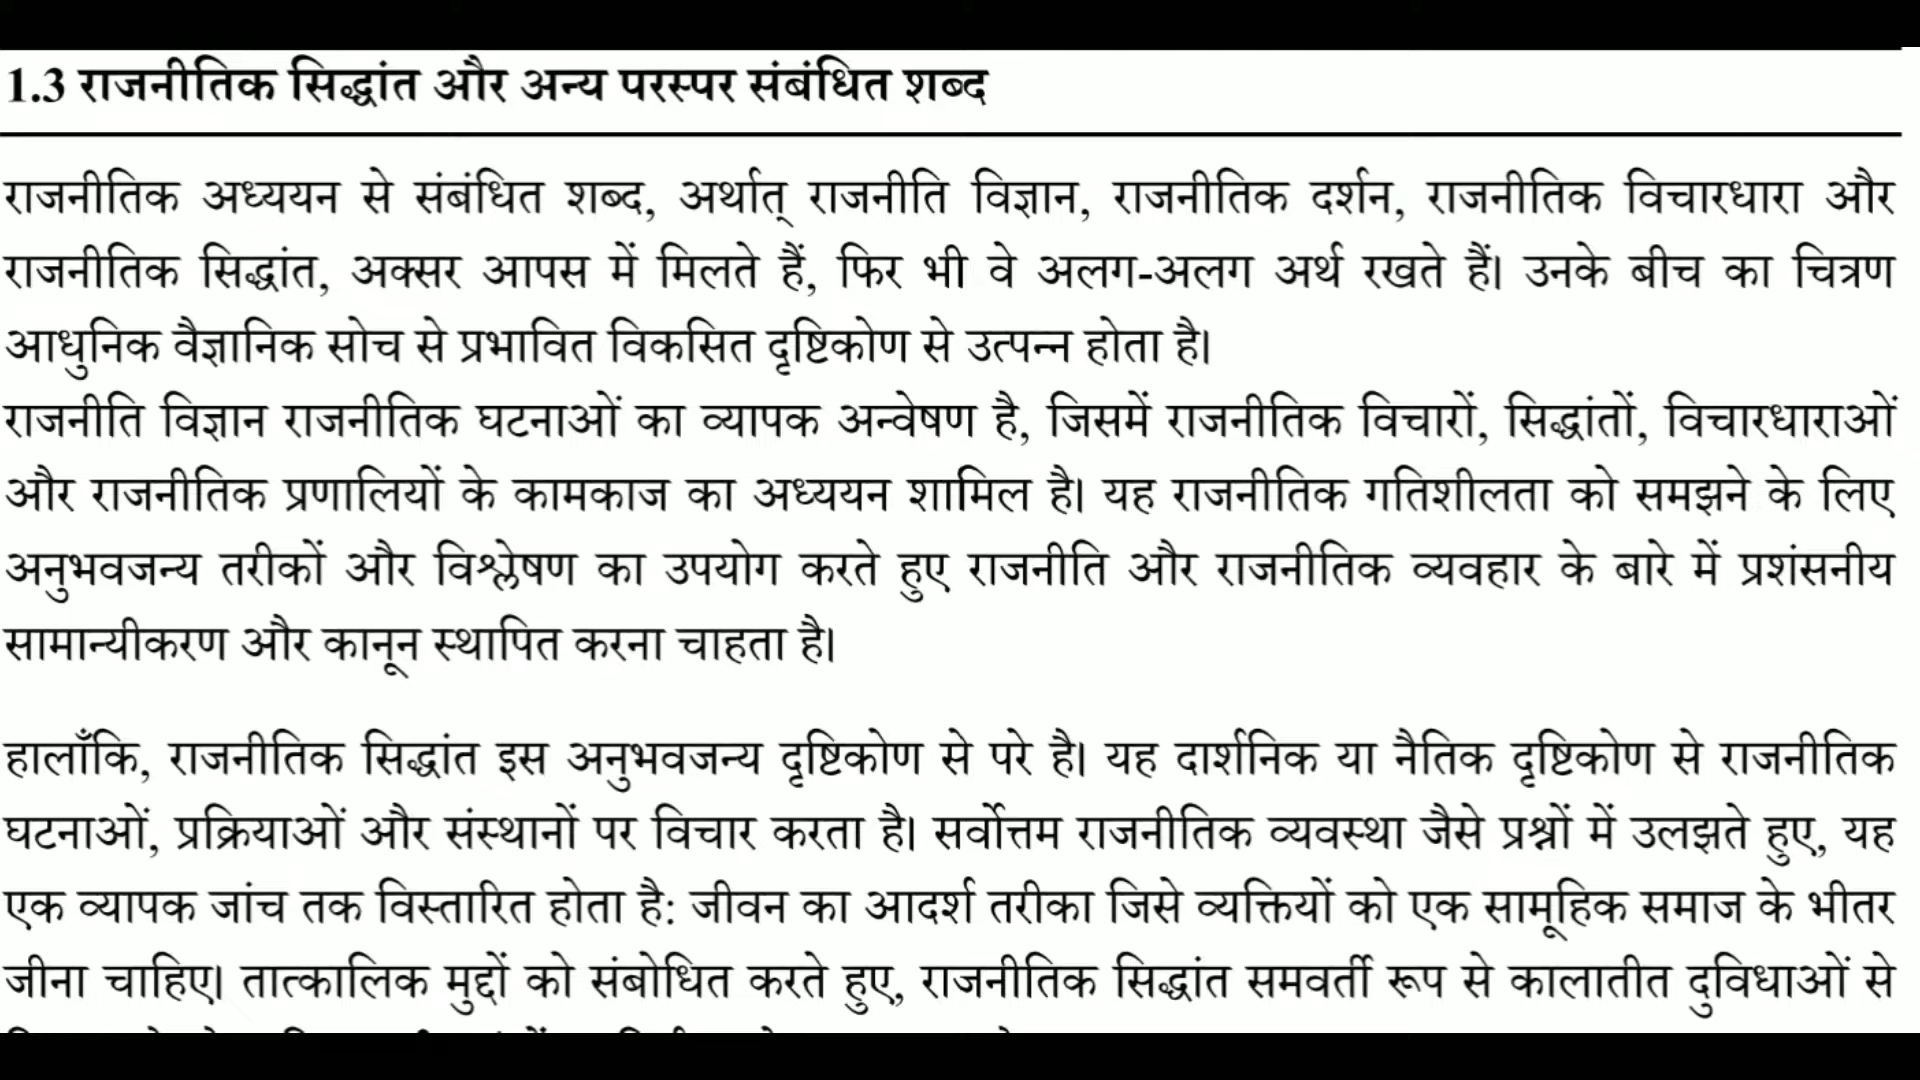 1.3 राजनीतिक सिद्धांत और अन्य परस्पर संबंधित शब्द
राजनीतिक अध्ययन से संबंधित शब्द, अर्थात् राजनीति विज्ञान, राजनीतिक दर्शन, राजनीतिक विचारधारा और
राजनीतिक सिद्धांत, अक्सर आपस में मिलते हैं, फिर भी वे अलग-अलग अर्थ रखते हैं। उनके बीच का चित्रण
आधुनिक वैज्ञानिक सोच से प्रभावित विकसित दृष्टिकोण से उत्पन्न होता है।
राजनीति विज्ञान राजनीतिक घटनाओं का व्यापक अन्वेषण है, जिसमें राजनीतिक विचारों, सिद्धांतों, विचारधाराओं
और राजनीतिक प्रणालियों के कामकाज का अध्ययन शामिल है। यह राजनीतिक गतिशीलता को समझने के लिए
अनुभवजन्य तरीकों और विश्लेषण का उपयोग करते हुए राजनीति और राजनीतिक व्यवहार के बारे में प्रशंसनीय
सामान्यीकरण और कानून स्थापित करना चाहता है।
हालाँकि, राजनीतिक सिद्धांत इस अनुभवजन्य दृष्टिकोण से परे है। यह दार्शनिक या नैतिक दृष्टिकोण से राजनीतिक
घटनाओं, प्रक्रियाओं और संस्थानों पर विचार करता है। सर्वोत्तम राजनीतिक व्यवस्था जैसे प्रश्नों में उलझते हुए, यह
एक व्यापक जांच तक विस्तारित होता है: जीवन का आदर्श तरीका जिसे व्यक्तियों को एक सामूहिक समाज के भीतर
जीना चाहिए। तात्कालिक मुद्दों को संबोधित करते हुए, राजनीतिक सिद्धांत समवर्ती रूप से कालातीत दुविधाओं से